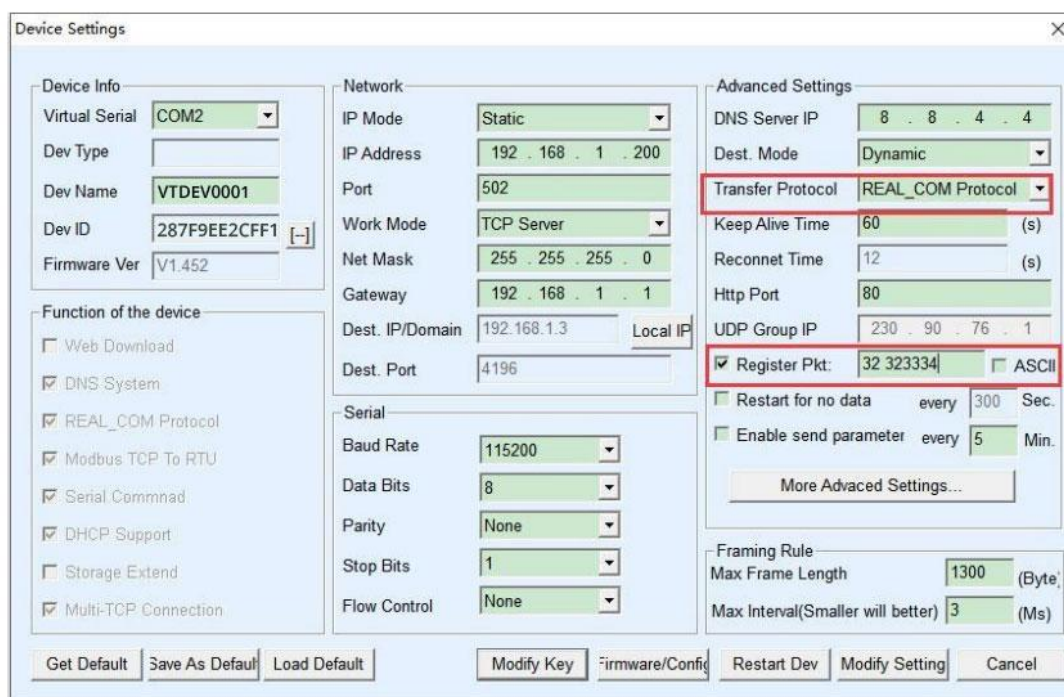 Device Settings
Device Info
Virtual Serial COM2
Dev Type
Dev Name VTDEV0001
Dev ID 287F9EE2CFF1 [--]
Firmware Ver V1.452
Function of the device
Web Download
DNS System
REAL_COM Protocol
Modbus TCP To RTU
Serial Commnad
DHCP Support
Storage Extend
Multi-TCP Connection
Network
IP Mode Static
IP Address 192 . 168 . 1 . 200
Port 502
Work Mode TCP Server
Net Mask 255 . 255 . 255 . 0
Gateway 192 . 168 . 1 . 1
Dest. IP/Domain 192.168.1.3 Local IP
Dest. Port 4196
Serial
Baud Rate 115200
Data Bits 8
Parity None
Stop Bits 1
Flow Control None
Advanced Settings
DNS Server IP 8 . 8 . 4 . 4
Dest. Mode Dynamic
Transfer Protocol REAL_COM Protocol
Keep Alive Time 60 (s)
Reconnet Time 12 (s)
Http Port 80
UDP Group IP 230 . 90 . 76 . 1
Register Pkt: 32 323334 ASCII
Restart for no data every 300 Sec.
Enable send parameter every 5 Min.
More Advaced Settings...
Framing Rule
Max Frame Length 1300 (Byte)
Max Interval(Smaller will better) 3 (Ms)
Get Default Save As Defaul Load Default Modify Key Firmware/Config Restart Dev Modify Setting Cancel